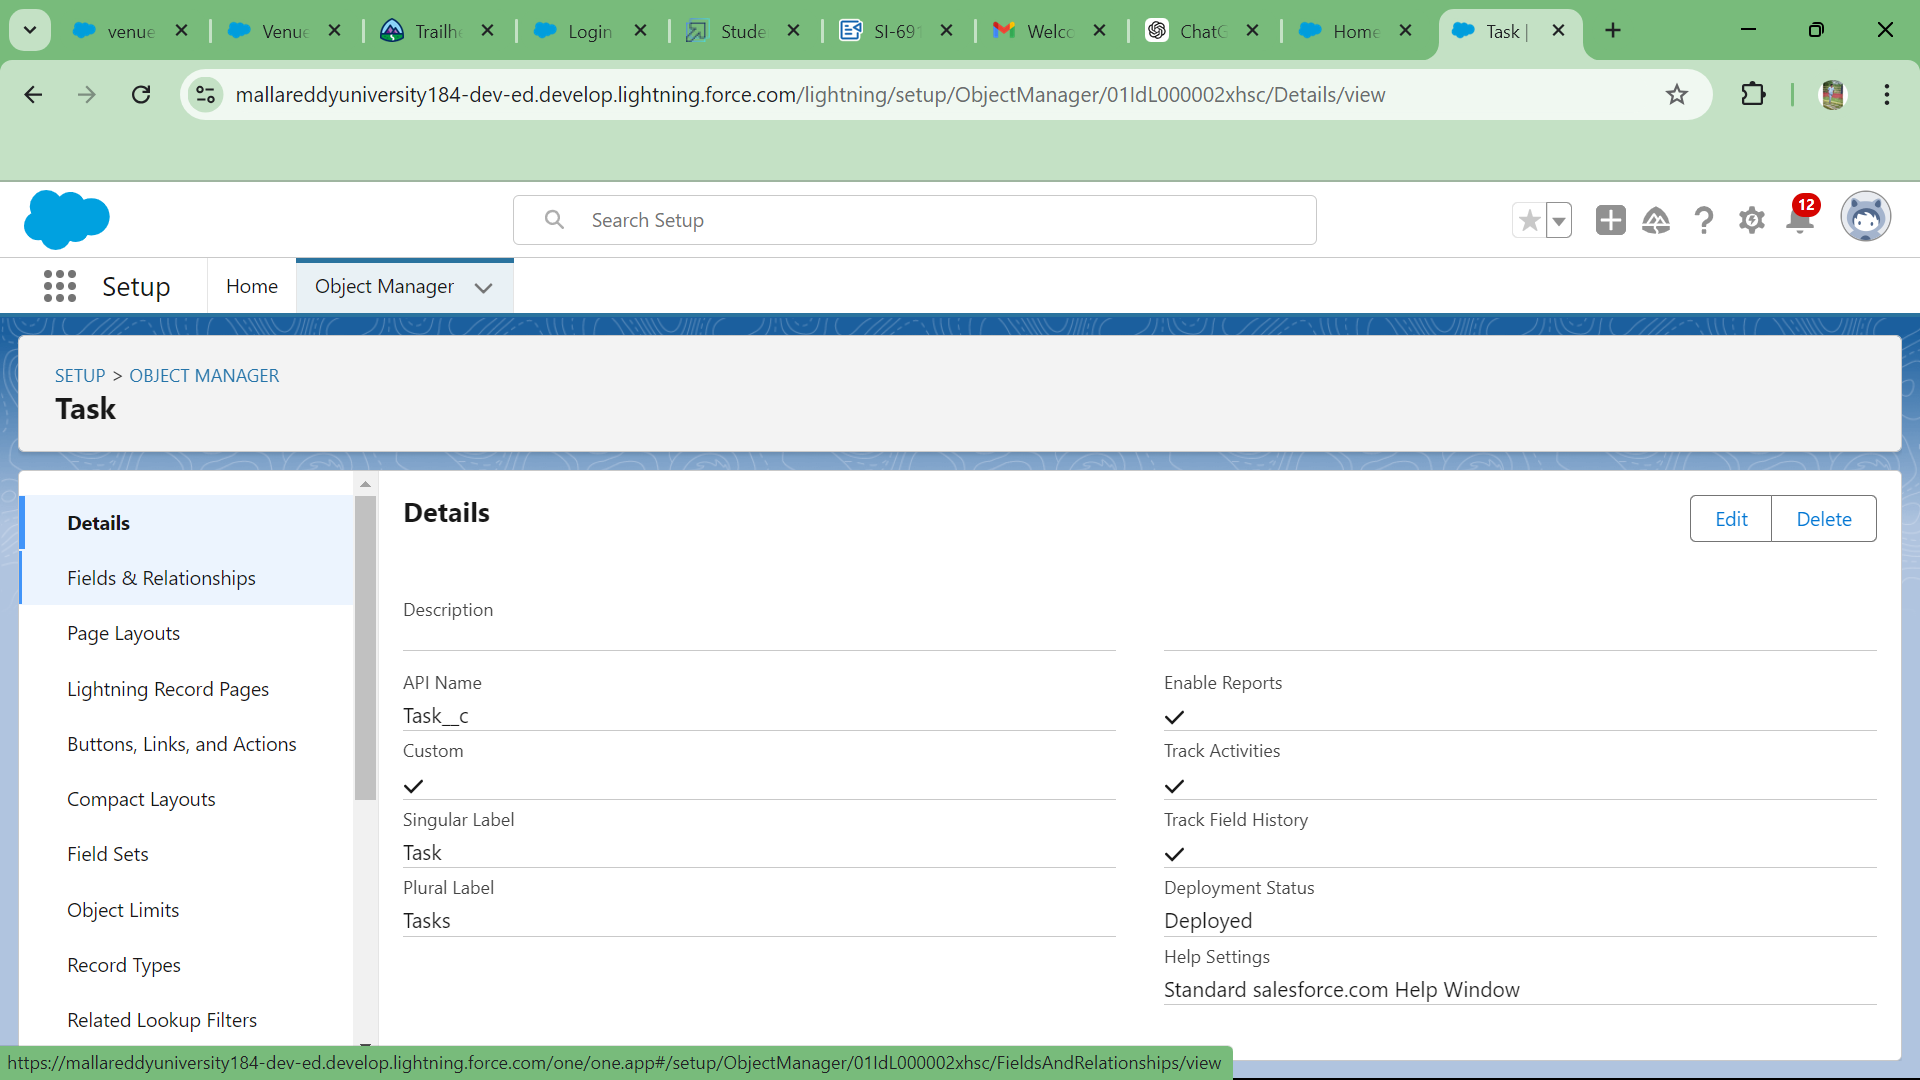 venue
Venue
Trailhe
Login
Stude
SI-691
Welco
ChatG
Home
Task |
mallareddyuniversity184-dev-ed.develop.lightning.force.com/lightning/setup/ObjectManager/01IdL000002xhsc/Details/view
Search Setup
12
Setup
Home
Object Manager
SETUP > OBJECT MANAGER
Task
Details
Fields & Relationships
Page Layouts
Lightning Record Pages
Buttons, Links, and Actions
Compact Layouts
Field Sets
Object Limits
Record Types
Related Lookup Filters
Details
Edit
Delete
Description
API Name
Task__c
Custom
Singular Label
Task
Plural Label
Tasks
Enable Reports
Track Activities
Track Field History
Deployment Status
Deployed
Help Settings
Standard salesforce.com Help Window
https://mallareddyuniversity184-dev-ed.develop.lightning.force.com/one/one.app#/setup/ObjectManager/01IdL000002xhsc/FieldsAndRelationships/view